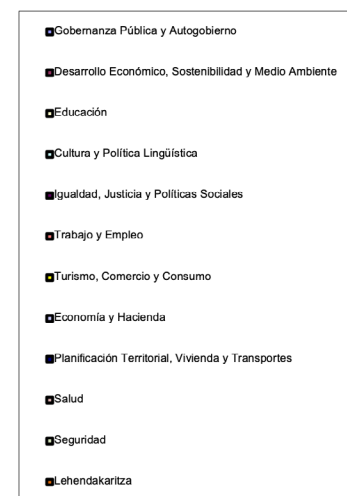 Gobernanza Pública y Autogobierno
Desarrollo Económico, Sostenibilidad y Medio Ambiente
Educación
Cultura y Política Lingüística
Igualdad, Justicia y Políticas Sociales
Trabajo y Empleo
Turismo, Comercio y Consumo
Economía y Hacienda
Planificación Territorial, Vivienda y Transportes
Salud
Seguridad
Lehendakaritza